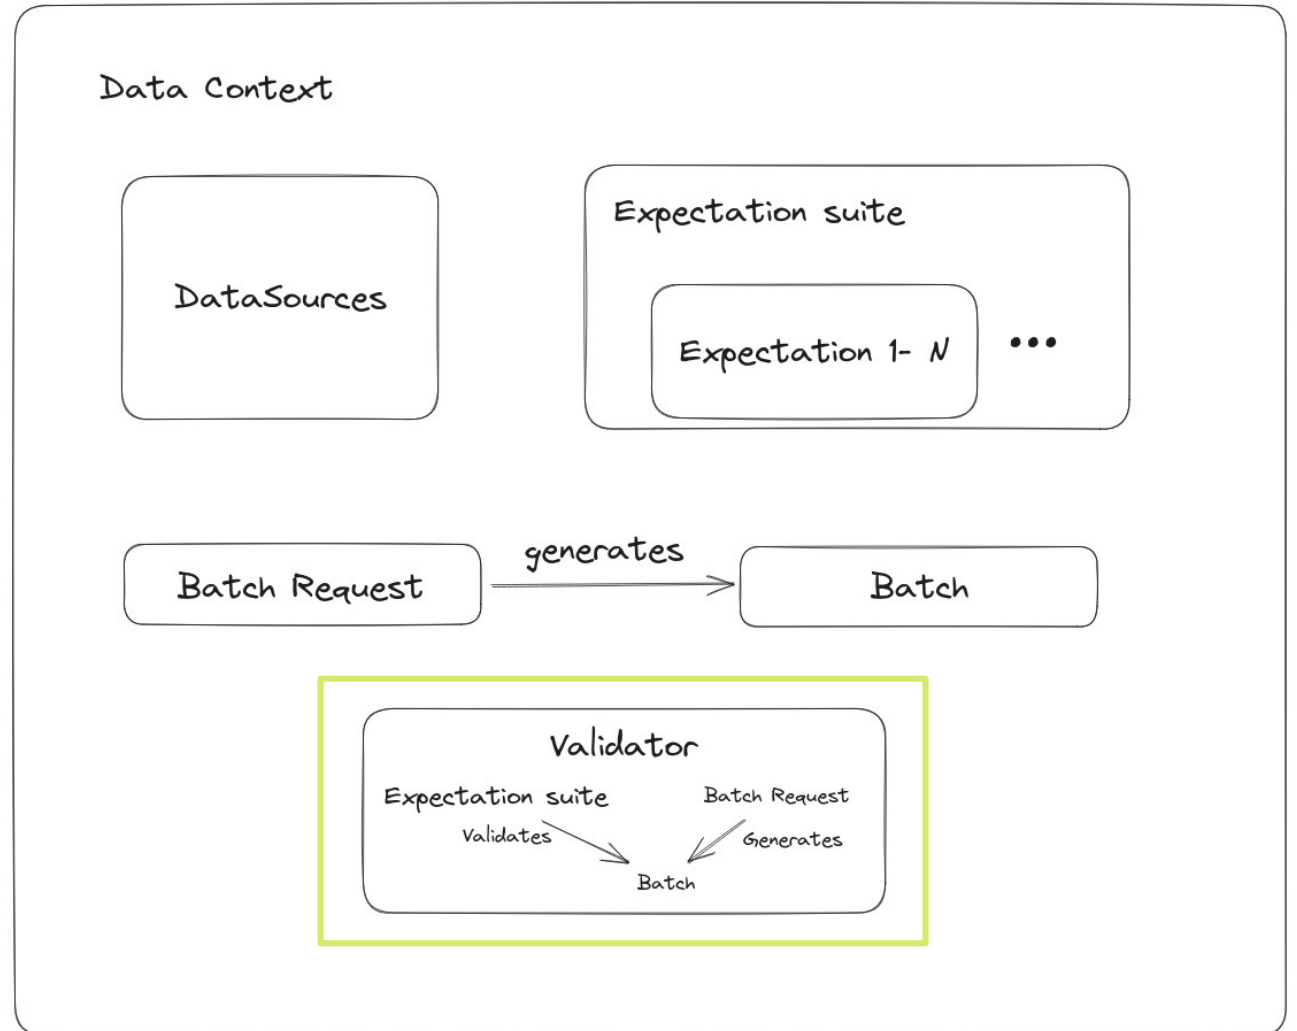 Data Context
DataSources
Expectation suite
Expectation 1- N
...
Batch Request
generates
Batch
Validator
Expectation suite
Batch Request
Validates
Generates
Batch